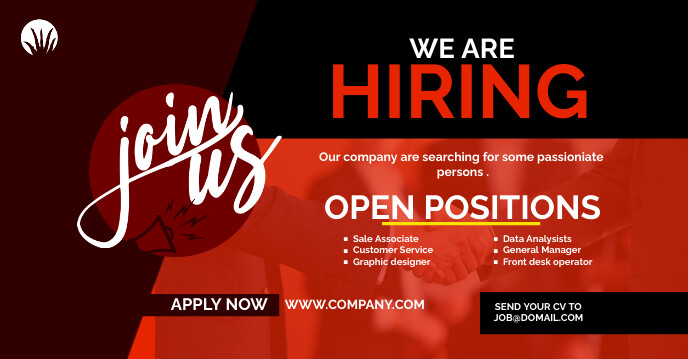 WE ARE
HIRING
join
us
Our company are searching for some passioniate
persons .
OPEN POSITIONS
Sale Associate
Customer Service
Graphic designer
Data Analysists
General Manager
Front desk operator
APPLY NOW WWW.COMPANY.COM
SEND YOUR CV TO
JOB@DOMAIL.COM